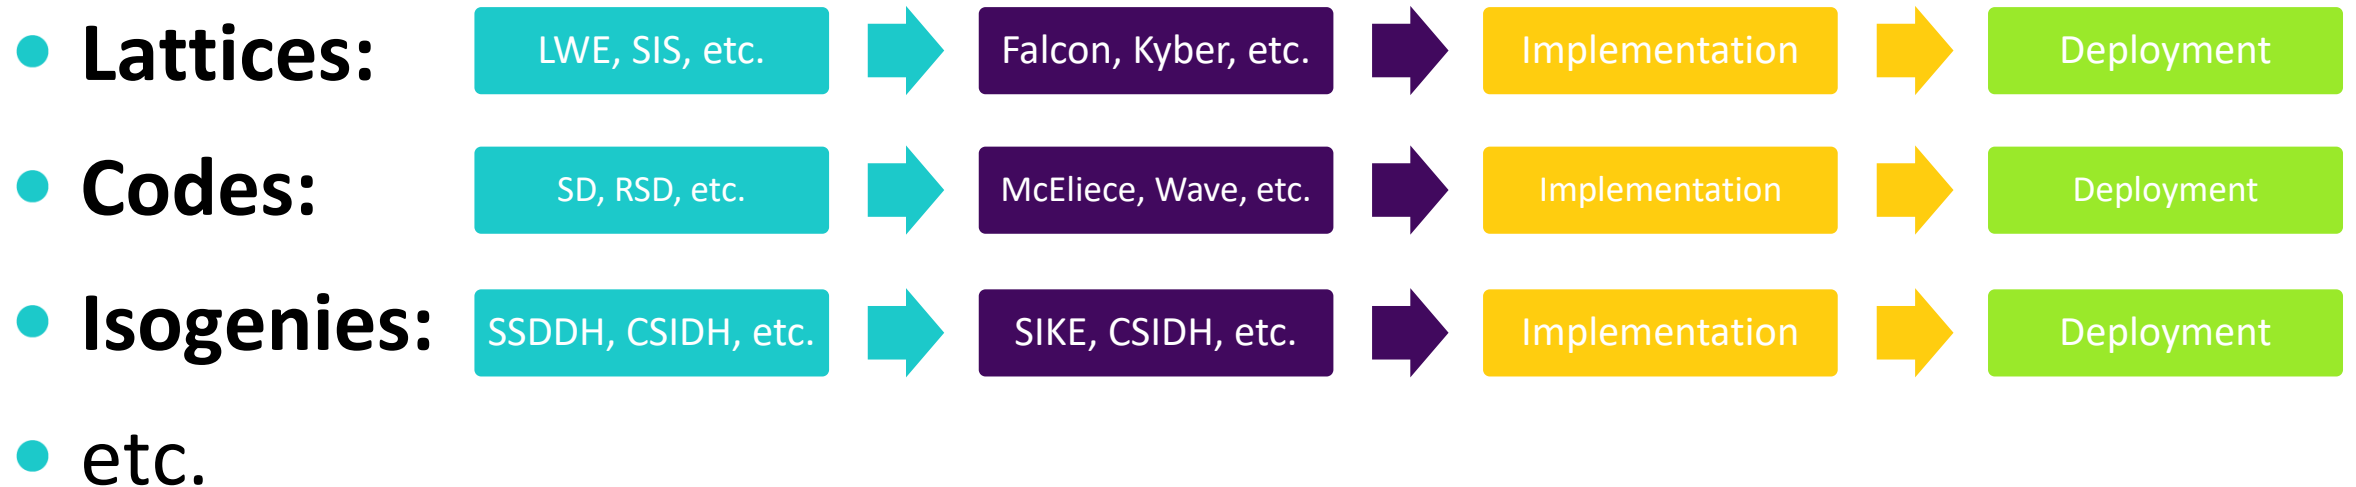 Lattices: LWE, SIS, etc. Falcon, Kyber, etc. Implementation Deployment
Codes: SD, RSD, etc. McEliece, Wave, etc. Implementation Deployment
Isogenies: SSDDH, CSIDH, etc. SIKE, CSIDH, etc. Implementation Deployment
etc.